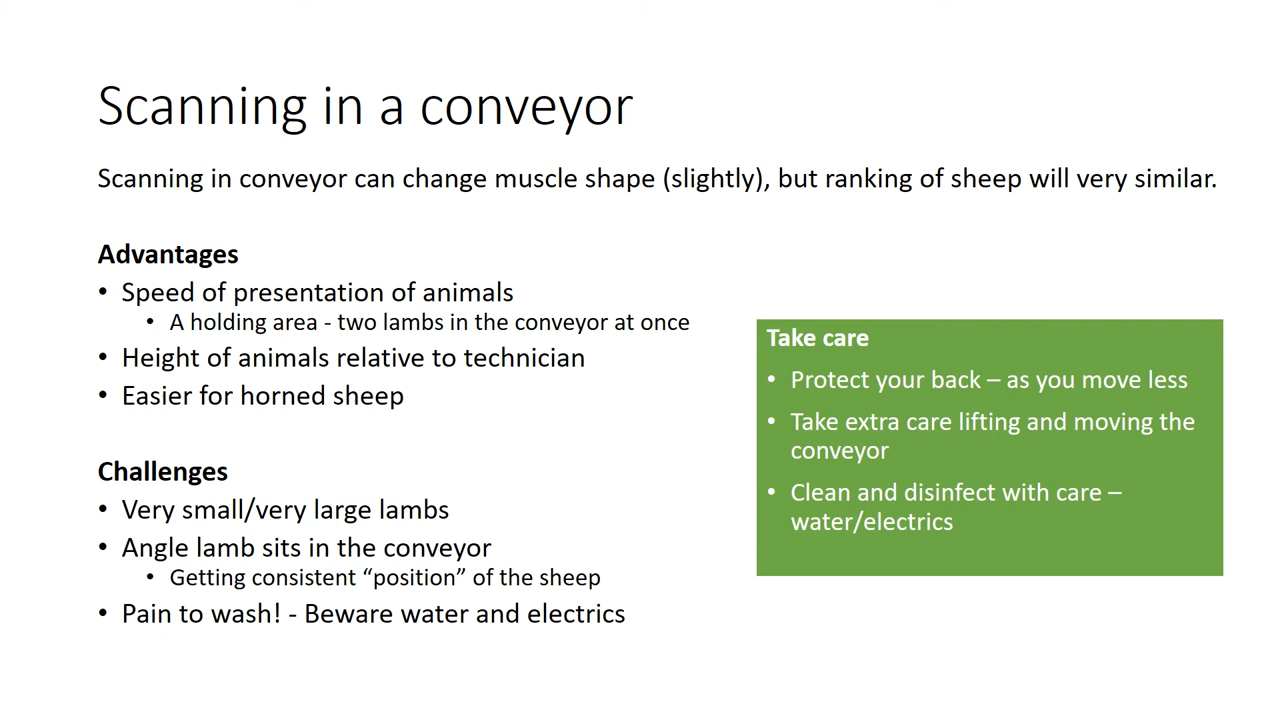 Scanning in a conveyor
Scanning in conveyor can change muscle shape (slightly), but ranking of sheep will very similar.
Advantages
• Speed of presentation of animals
• A holding area - two lambs in the conveyor at once
• Height of animals relative to technician
• Easier for horned sheep
Challenges
• Very small/very large lambs
• Angle lamb sits in the conveyor
• Getting consistent “position” of the sheep
• Pain to wash! - Beware water and electrics
Take care
• Protect your back – as you move less
• Take extra care lifting and moving the
conveyor
• Clean and disinfect with care –
water/electrics